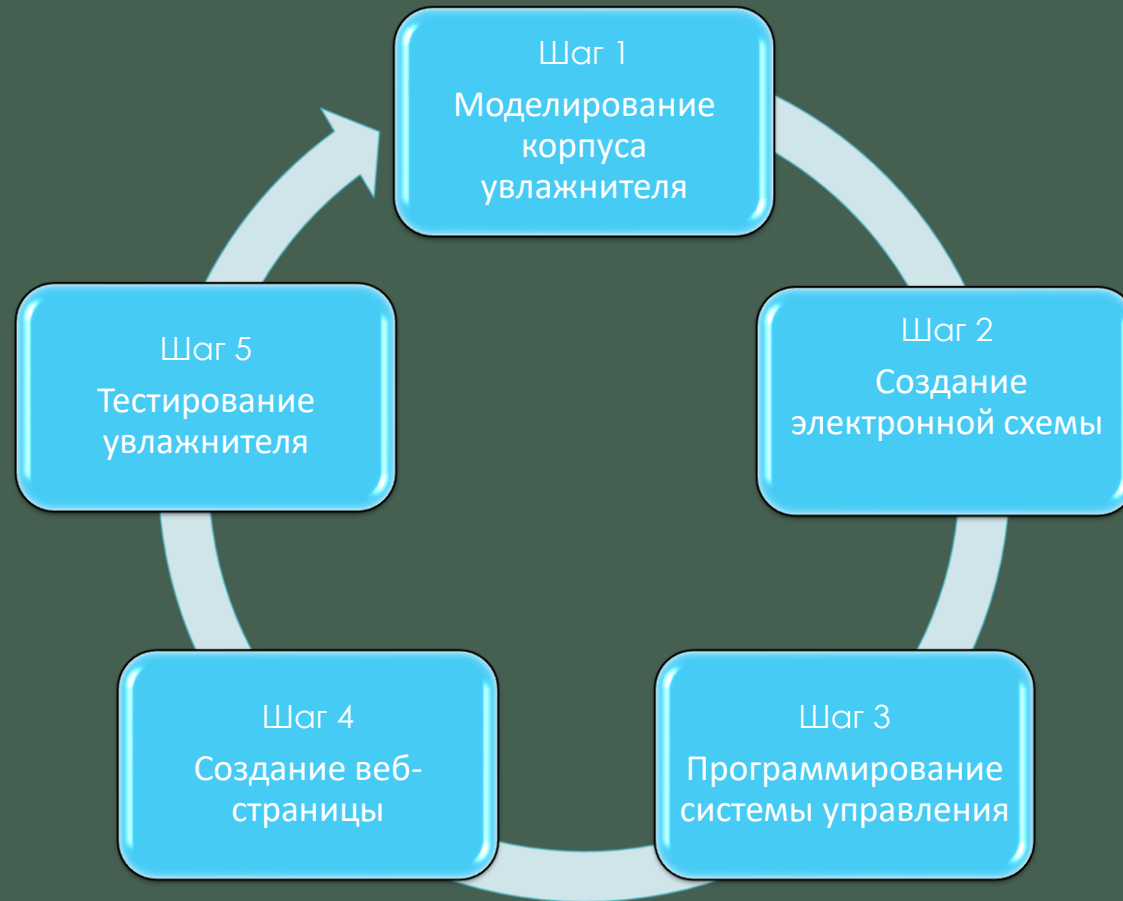 Шаг 1
Моделирование
корпуса
увлажнителя
Шаг 2
Создание
электронной схемы
Шаг 3
Программирование
системы управления
Шаг 4
Создание веб-
страницы
Шаг 5
Тестирование
увлажнителя